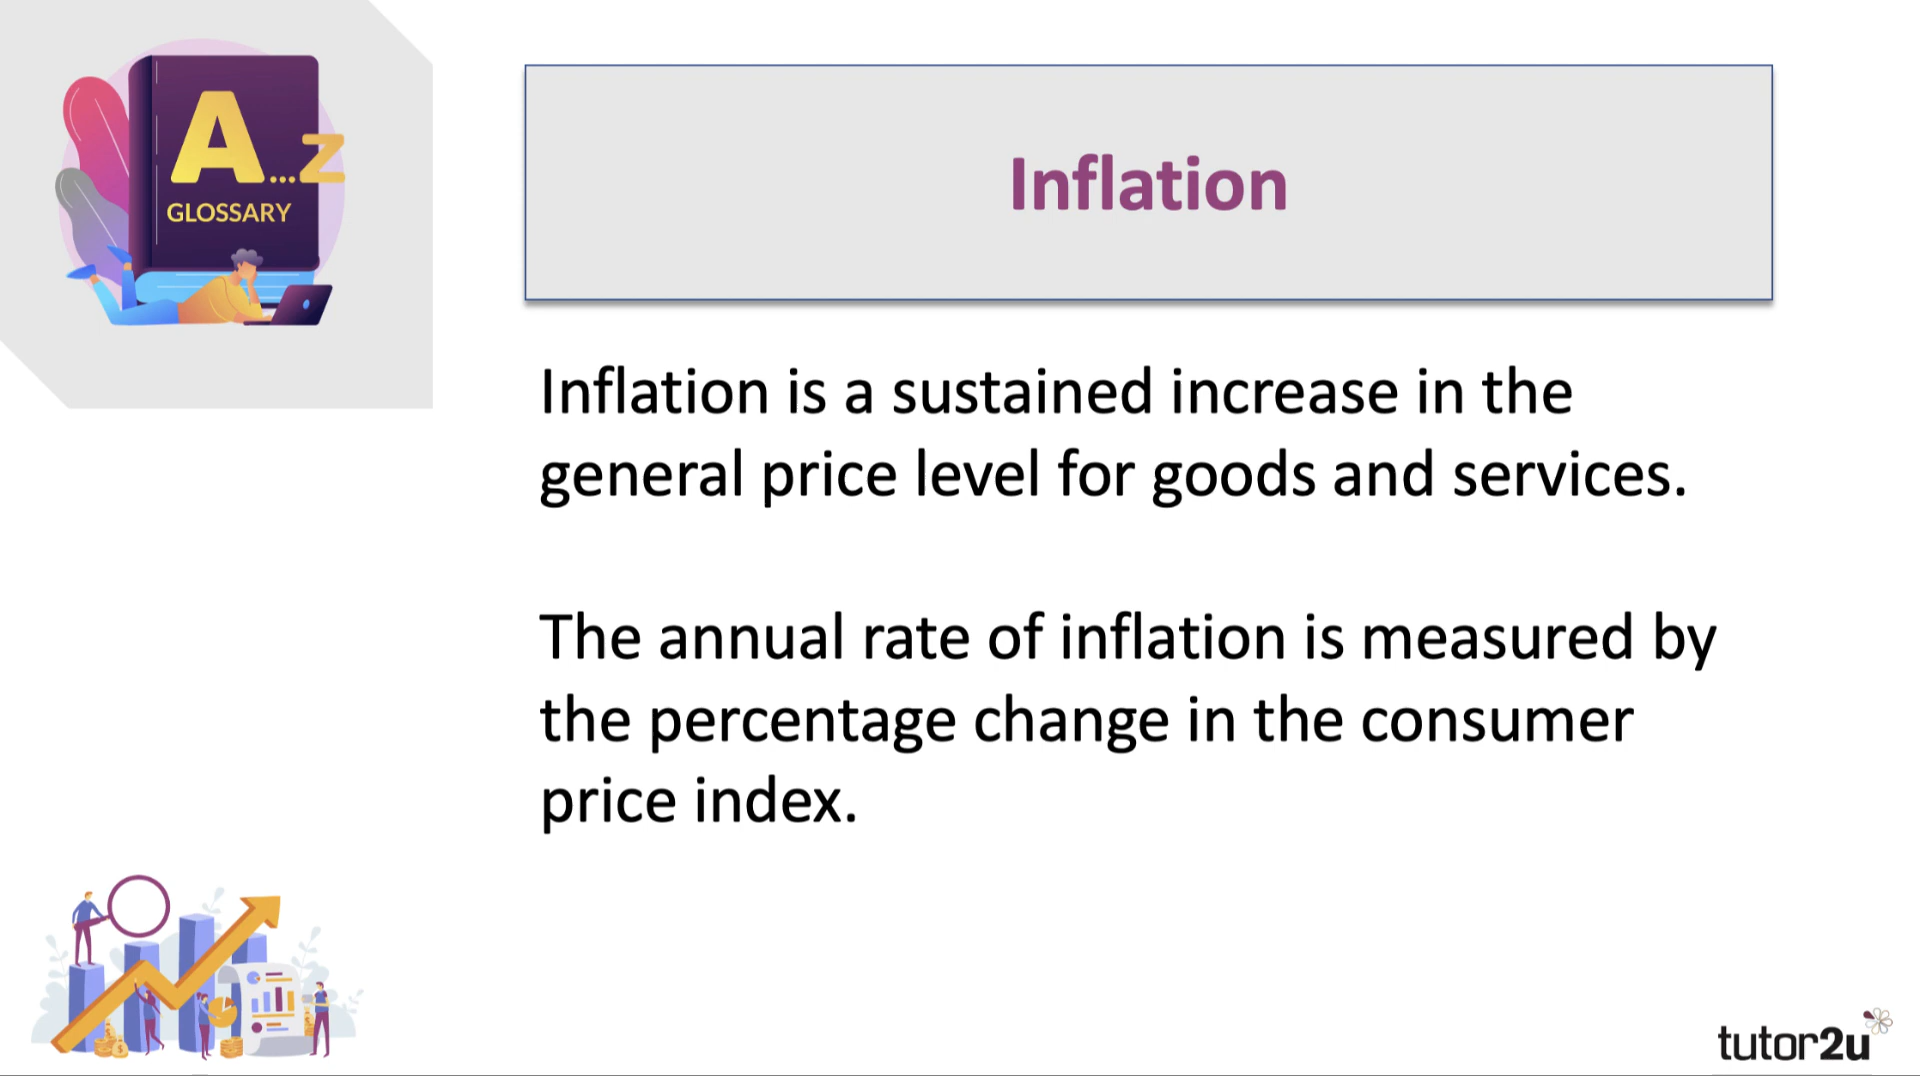 A...Z
GLOSSARY
Inflation
Inflation is a sustained increase in the
general price level for goods and services.
The annual rate of inflation is measured by
the percentage change in the consumer
price index.
tutor2u